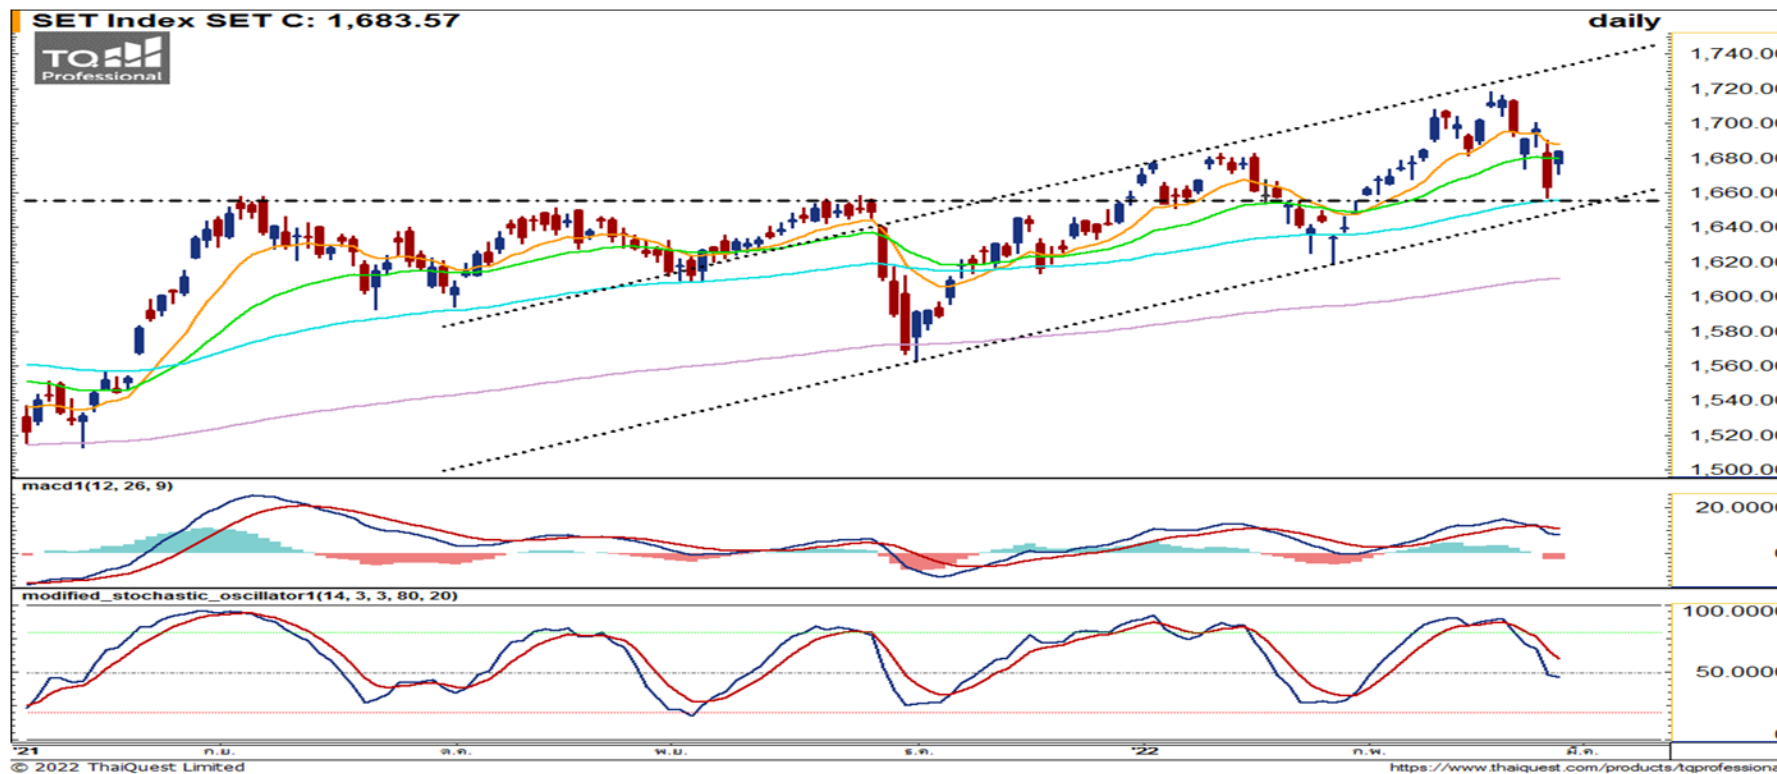 SET Index SET C: 1,683.57
daily
TQ
Professional
1,740.00
1,720.00
1,700.00
1,680.00
1,660.00
1,640.00
1,620.00
1,600.00
1,580.00
1,560.00
1,540.00
1,520.00
1,500.00
macd1(12, 26, 9)
20.0000
modified_stochastic_oscillator1(14, 3, 3, 80, 20)
100.0000
50.0000
'21 ก.ย. ต.ค. พ.ย. ธ.ค. '22 ก.พ. มี.ค.
© 2022 ThaiQuest Limited
https://www.thaiquest.com/products/tqprofessional